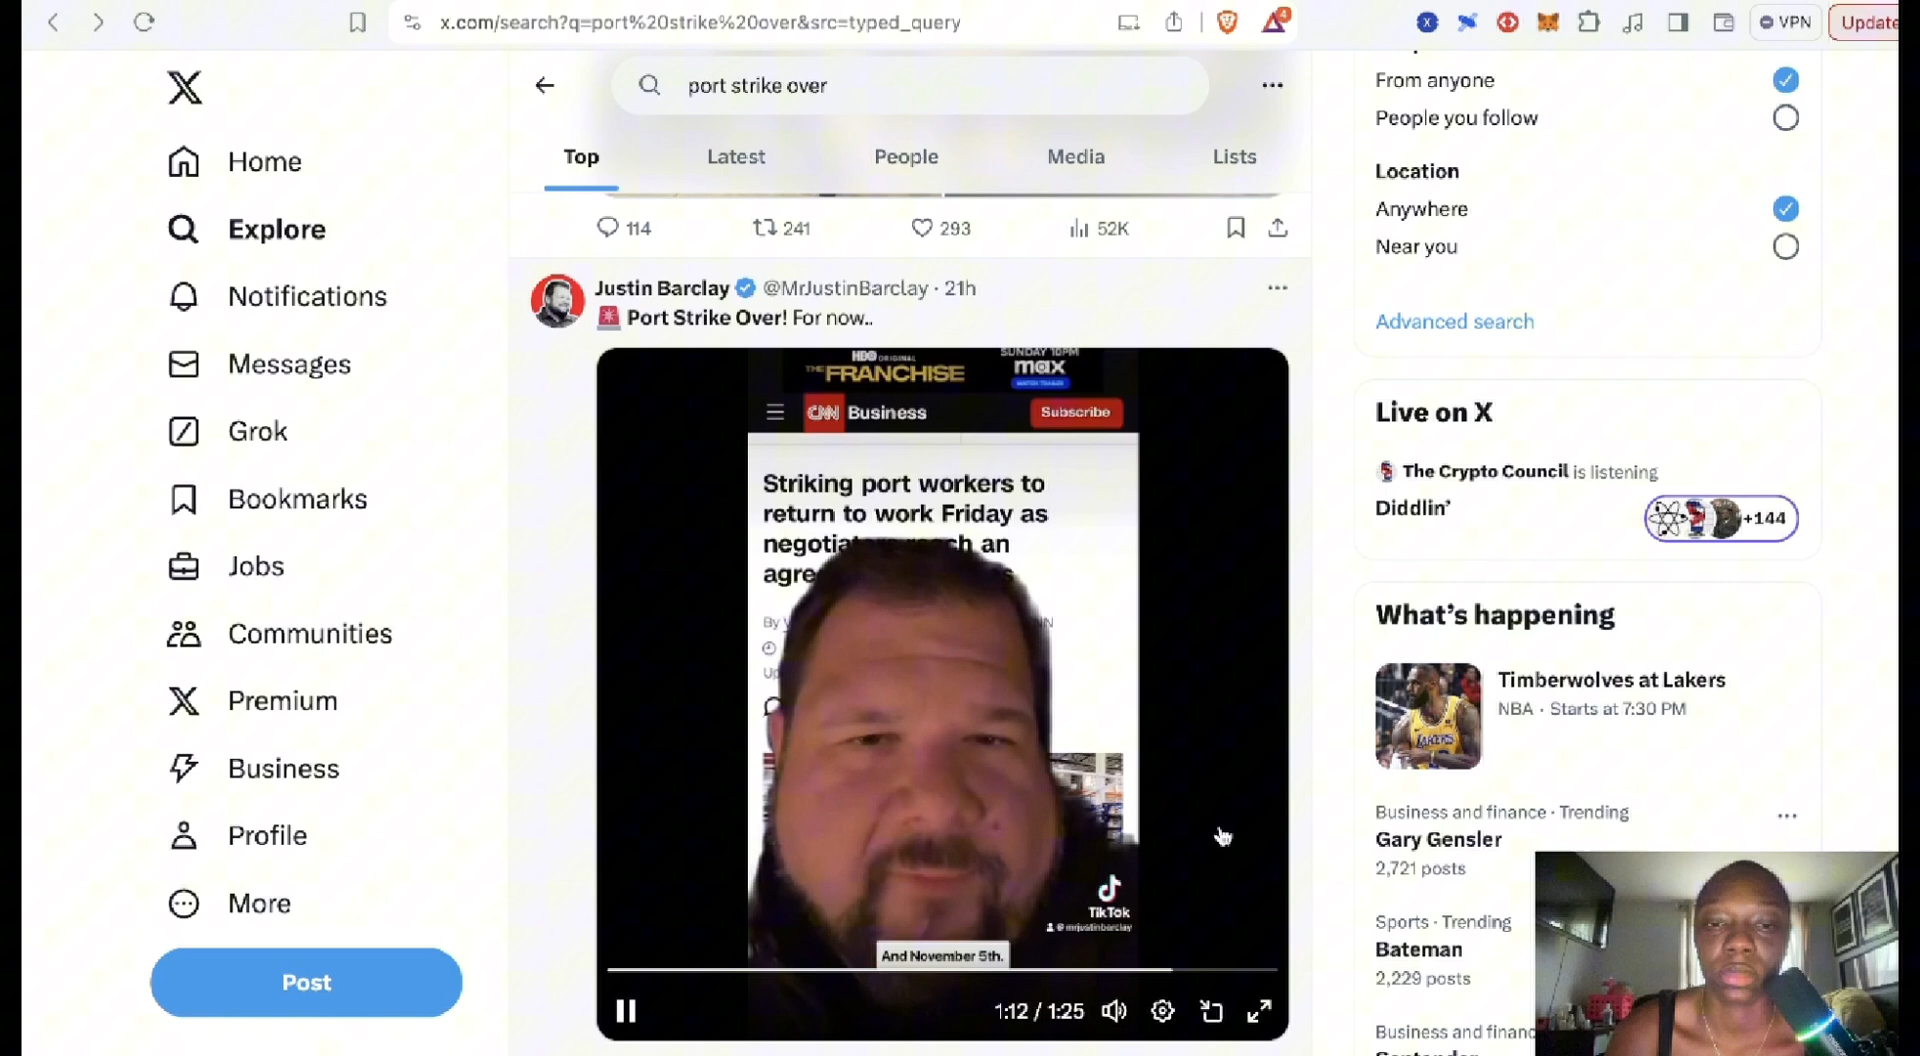 x.com/search?q=port%20strike%20over&src=typed_query
4
VPN
Update
port strike over
Top
Latest
People
Media
Lists
Home
Explore
Notifications
Messages
Grok
Bookmarks
Jobs
Communities
Premium
Business
Profile
More
Post
114
241
293
52K
Justin Barclay @MrJustinBarclay · 21h
Port Strike Over! For now..
HBO ORIGINAL
THE FRANCHISE
SUNDAY 10PM
max
WATCH TRAILER
CNN Business
Subscribe
Striking port workers to
return to work Friday as
an
By
TikTok
@mrjustinbarclay
And November 5th.
1:12 / 1:25
From anyone
People you follow
Location
Anywhere
Near you
Advanced search
Live on X
The Crypto Council is listening
Diddlin’
+144
What’s happening
LAKERS
Timberwolves at Lakers
NBA · Starts at 7:30 PM
Business and finance · Trending
Gary Gensler
2,721 posts
Sports · Trending
Bateman
2,229 posts
Business and